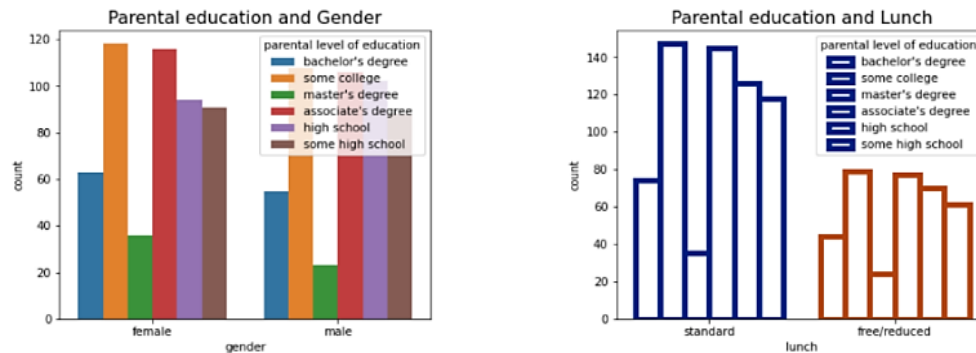 Parental education and Gender
120
100
80
60
40
20
0
count
parental level of education
bachelor's degree
some college
master's degree
associate's degree
high school
some high school
female
male
gender
Parental education and Lunch
140
120
100
80
60
40
20
0
count
parental level of education
bachelor's degree
some college
master's degree
associate's degree
high school
some high school
standard
free/reduced
lunch